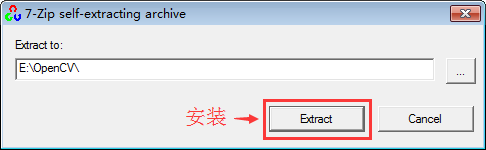 7-Zip self-extracting archive
Extract to:
E:\OpenCV\
...
安装 Extract Cancel